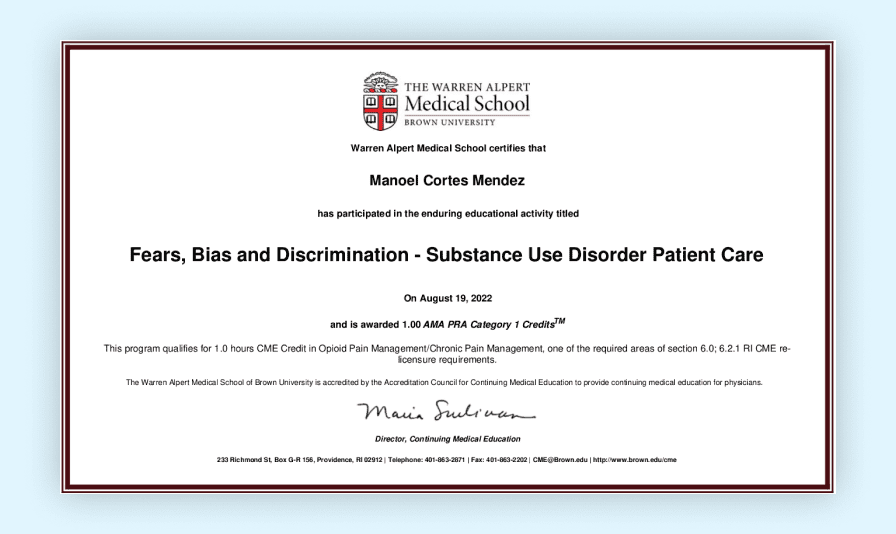 THE WARREN ALPERT
Medical School
BROWN UNIVERSITY
Warren Alpert Medical School certifies that
Manoel Cortes Mendez
has participated in the enduring educational activity titled
Fears, Bias and Discrimination - Substance Use Disorder Patient Care
On August 19, 2022
and is awarded 1.00 AMA PRA Category 1 Credits™
This program qualifies for 1.0 hours CME Credit in Opioid Pain Management/Chronic Pain Management, one of the required areas of section 6.0; 6.2.1 RI CME re-
licensure requirements.
The Warren Alpert Medical School of Brown University is accredited by the Accreditation Council for Continuing Medical Education to provide continuing medical education for physicians.
Maria Sullivan
Director, Continuing Medical Education
233 Richmond St, Box G-R 156, Providence, RI 02912 | Telephone: 401-863-2871 | Fax: 401-863-2202 | CME@Brown.edu | http://www.brown.edu/cme